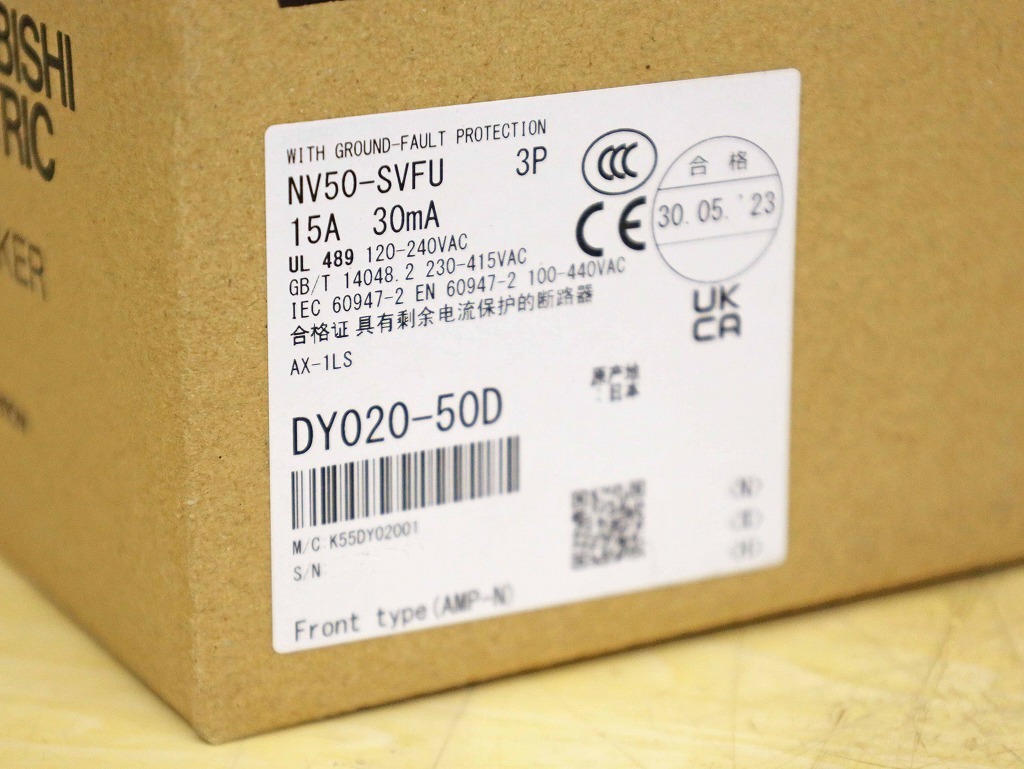 BISHI
TRIC
KER
WITH GROUND-FAULT PROTECTION
NV50-SVFU 3P
15A 30mA
UL 489 120-240VAC
GB/T 14048.2 230-415VAC
IEC 60947-2 EN 60947-2 100-440VAC
合格证 具有剩余电流保护的断路器
AX-1LS
CCC
CE
合 格
30.05.'23
UK
CA
原产地
:日本
DY020-50D
M/C:K55DY02001
S/N
(N)
(E)
(H)
Front type(AMP-N)